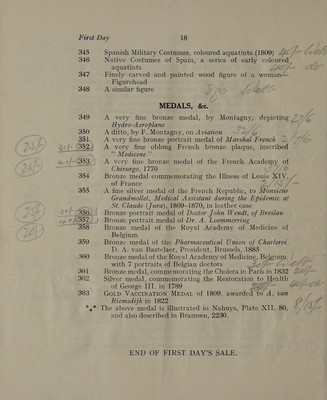 First Day 18
345 Spanish Military Costumes, coloured aquatints (1809)
346 Native Costumes of Spain, a series of early coloured
aquatints
347 Finely carved and painted wood figure of a woman—
Figurehead
348 A similar figure
MEDALS, &c.
349 A very fine bronze medal, by Montagny, depicting
Hydro-Aeroplane
350 A ditto, by F. Montagny, on Aviation
351 A very fine bronze portrait medal of Marshal French
352 A very fine oblong French bronze plaque, inscribed
" Medicine "
353 A very fine bronze medal of the French Academy of
Chirurgo, 1770
354 Bronze medal commemorating the Illness of Louis XIV.
of France
355 A fine silver medal of the French Republic, to Monsieur
Grandmollet, Medical Assistant during the Epidemic at
St. Claude (Jura), 1869-1870, in leather case
356 Bronze portrait medal of Doctor John Wendt, of Breslau
357 Bronze portrait medal of Dr. A. Loemmering
358 Bronze medal of the Royal Academy of Medicine of
Belgium
359 Bronze medal of the Pharmaceutical Union of Charleroi.
D. A. van Bastelaer, President, Brussels, 1885
360 Bronze medal of the Royal Academy of Medicine, Belgium,
with 7 portraits of Belgian doctors
361 Bronze medal, commemorating the Cholera in Paris in 1832
362 Silver medal, commemorating the Restoration to Health
of George III. in 1789
363 GOLD VACCINATION MEDAL of 1809, awarded to A. van
Riemsdijk in 1822
*** The above medal is illustrated in Nahuys, Plate XII. 80,
and also described in Bramsen, 2230.
END OF FIRST DAY'S SALE.